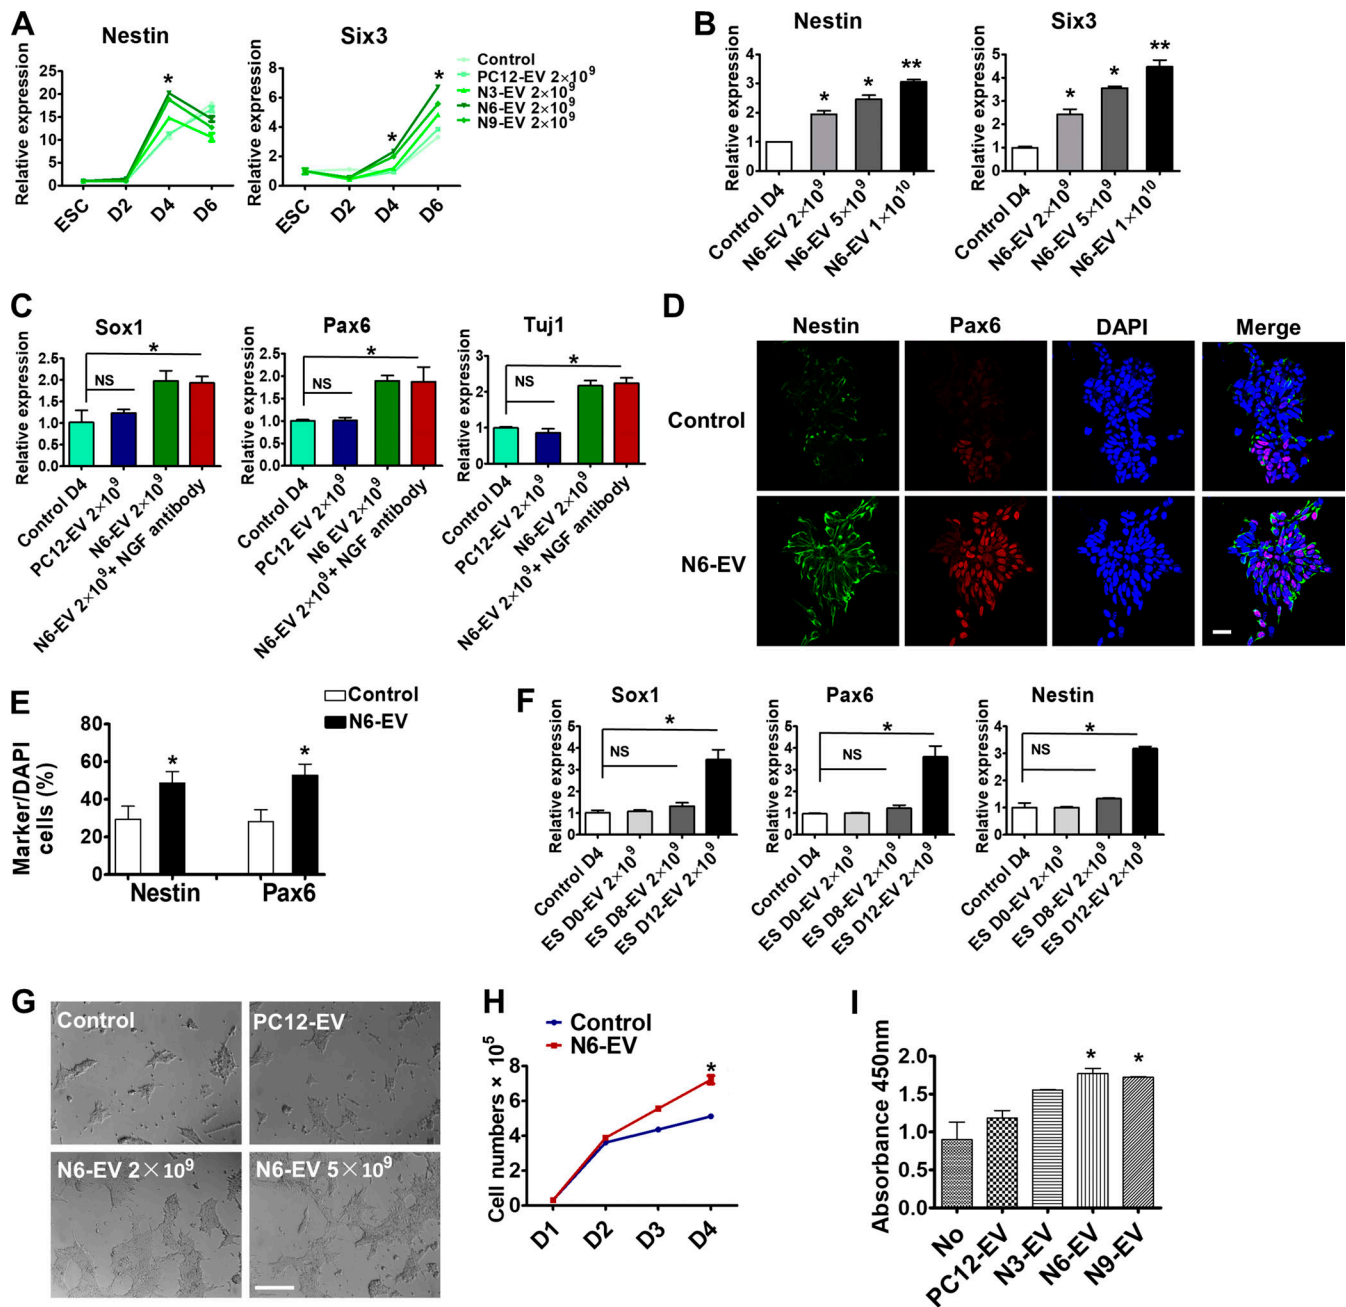 A
Nestin
Six3
Relative expression
25
20
15
10
5
0
ESC
D2
D4
D6
*
Relative expression
8
6
4
2
0
ESC
D2
D4
D6
*
*
Control
PC12-EV 2×10⁹
N3-EV 2×10⁹
N6-EV 2×10⁹
N9-EV 2×10⁹
B
Nestin
Six3
Relative expression
4
3
2
1
0
*
*
**
Control D4
N6-EV 2×10⁹
N6-EV 5×10⁹
N6-EV 1×10¹⁰
Relative expression
5
4
3
2
1
0
*
*
**
Control D4
N6-EV 2×10⁹
N6-EV 5×10⁹
N6-EV 1×10¹⁰
C
Sox1
Pax6
Tuj1
Relative expression
2.5
2.0
1.5
1.0
0.5
0.0
*
NS
Control D4
PC12-EV 2×10⁹
N6-EV 2×10⁹
N6-EV 2×10⁹+ NGF antibody
Relative expression
2.5
2.0
1.5
1.0
0.5
0.0
*
NS
Control D4
PC12 EV 2×10⁹
N6 EV 2×10⁹
N6-EV 2×10⁹+ NGF antibody
Relative expression
3
2
1
0
*
NS
Control D4
PC12-EV 2×10⁹
N6-EV 2×10⁹
N6-EV 2×10⁹+ NGF antibody
D
Nestin
Pax6
DAPI
Merge
Control
N6-EV
E
Control
N6-EV
Marker/DAPI
cells (%)
80
60
40
20
0
*
*
Nestin
Pax6
F
Sox1
Pax6
Nestin
Relative expression
5
4
3
2
1
0
*
NS
Control D4
ES D0-EV 2×10⁹
ES D8-EV 2×10⁹
ES D12-EV 2×10⁹
Relative expression
5
4
3
2
1
0
*
NS
Control D4
ES D0-EV 2×10⁹
ES D8-EV 2×10⁹
ES D12-EV 2×10⁹
Relative expression
5
4
3
2
1
0
*
NS
Control D4
ES D0-EV 2×10⁹
ES D8-EV 2×10⁹
ES D12-EV 2×10⁹
G
Control
PC12-EV
N6-EV 2×10⁹
N6-EV 5×10⁹
H
Control
N6-EV
Cell numbers × 10⁵
8
6
4
2
0
*
D1
D2
D3
D4
I
Absorbance 450nm
2.0
1.5
1.0
0.5
0.0
*
*
No
PC12-EV
N3-EV
N6-EV
N9-EV